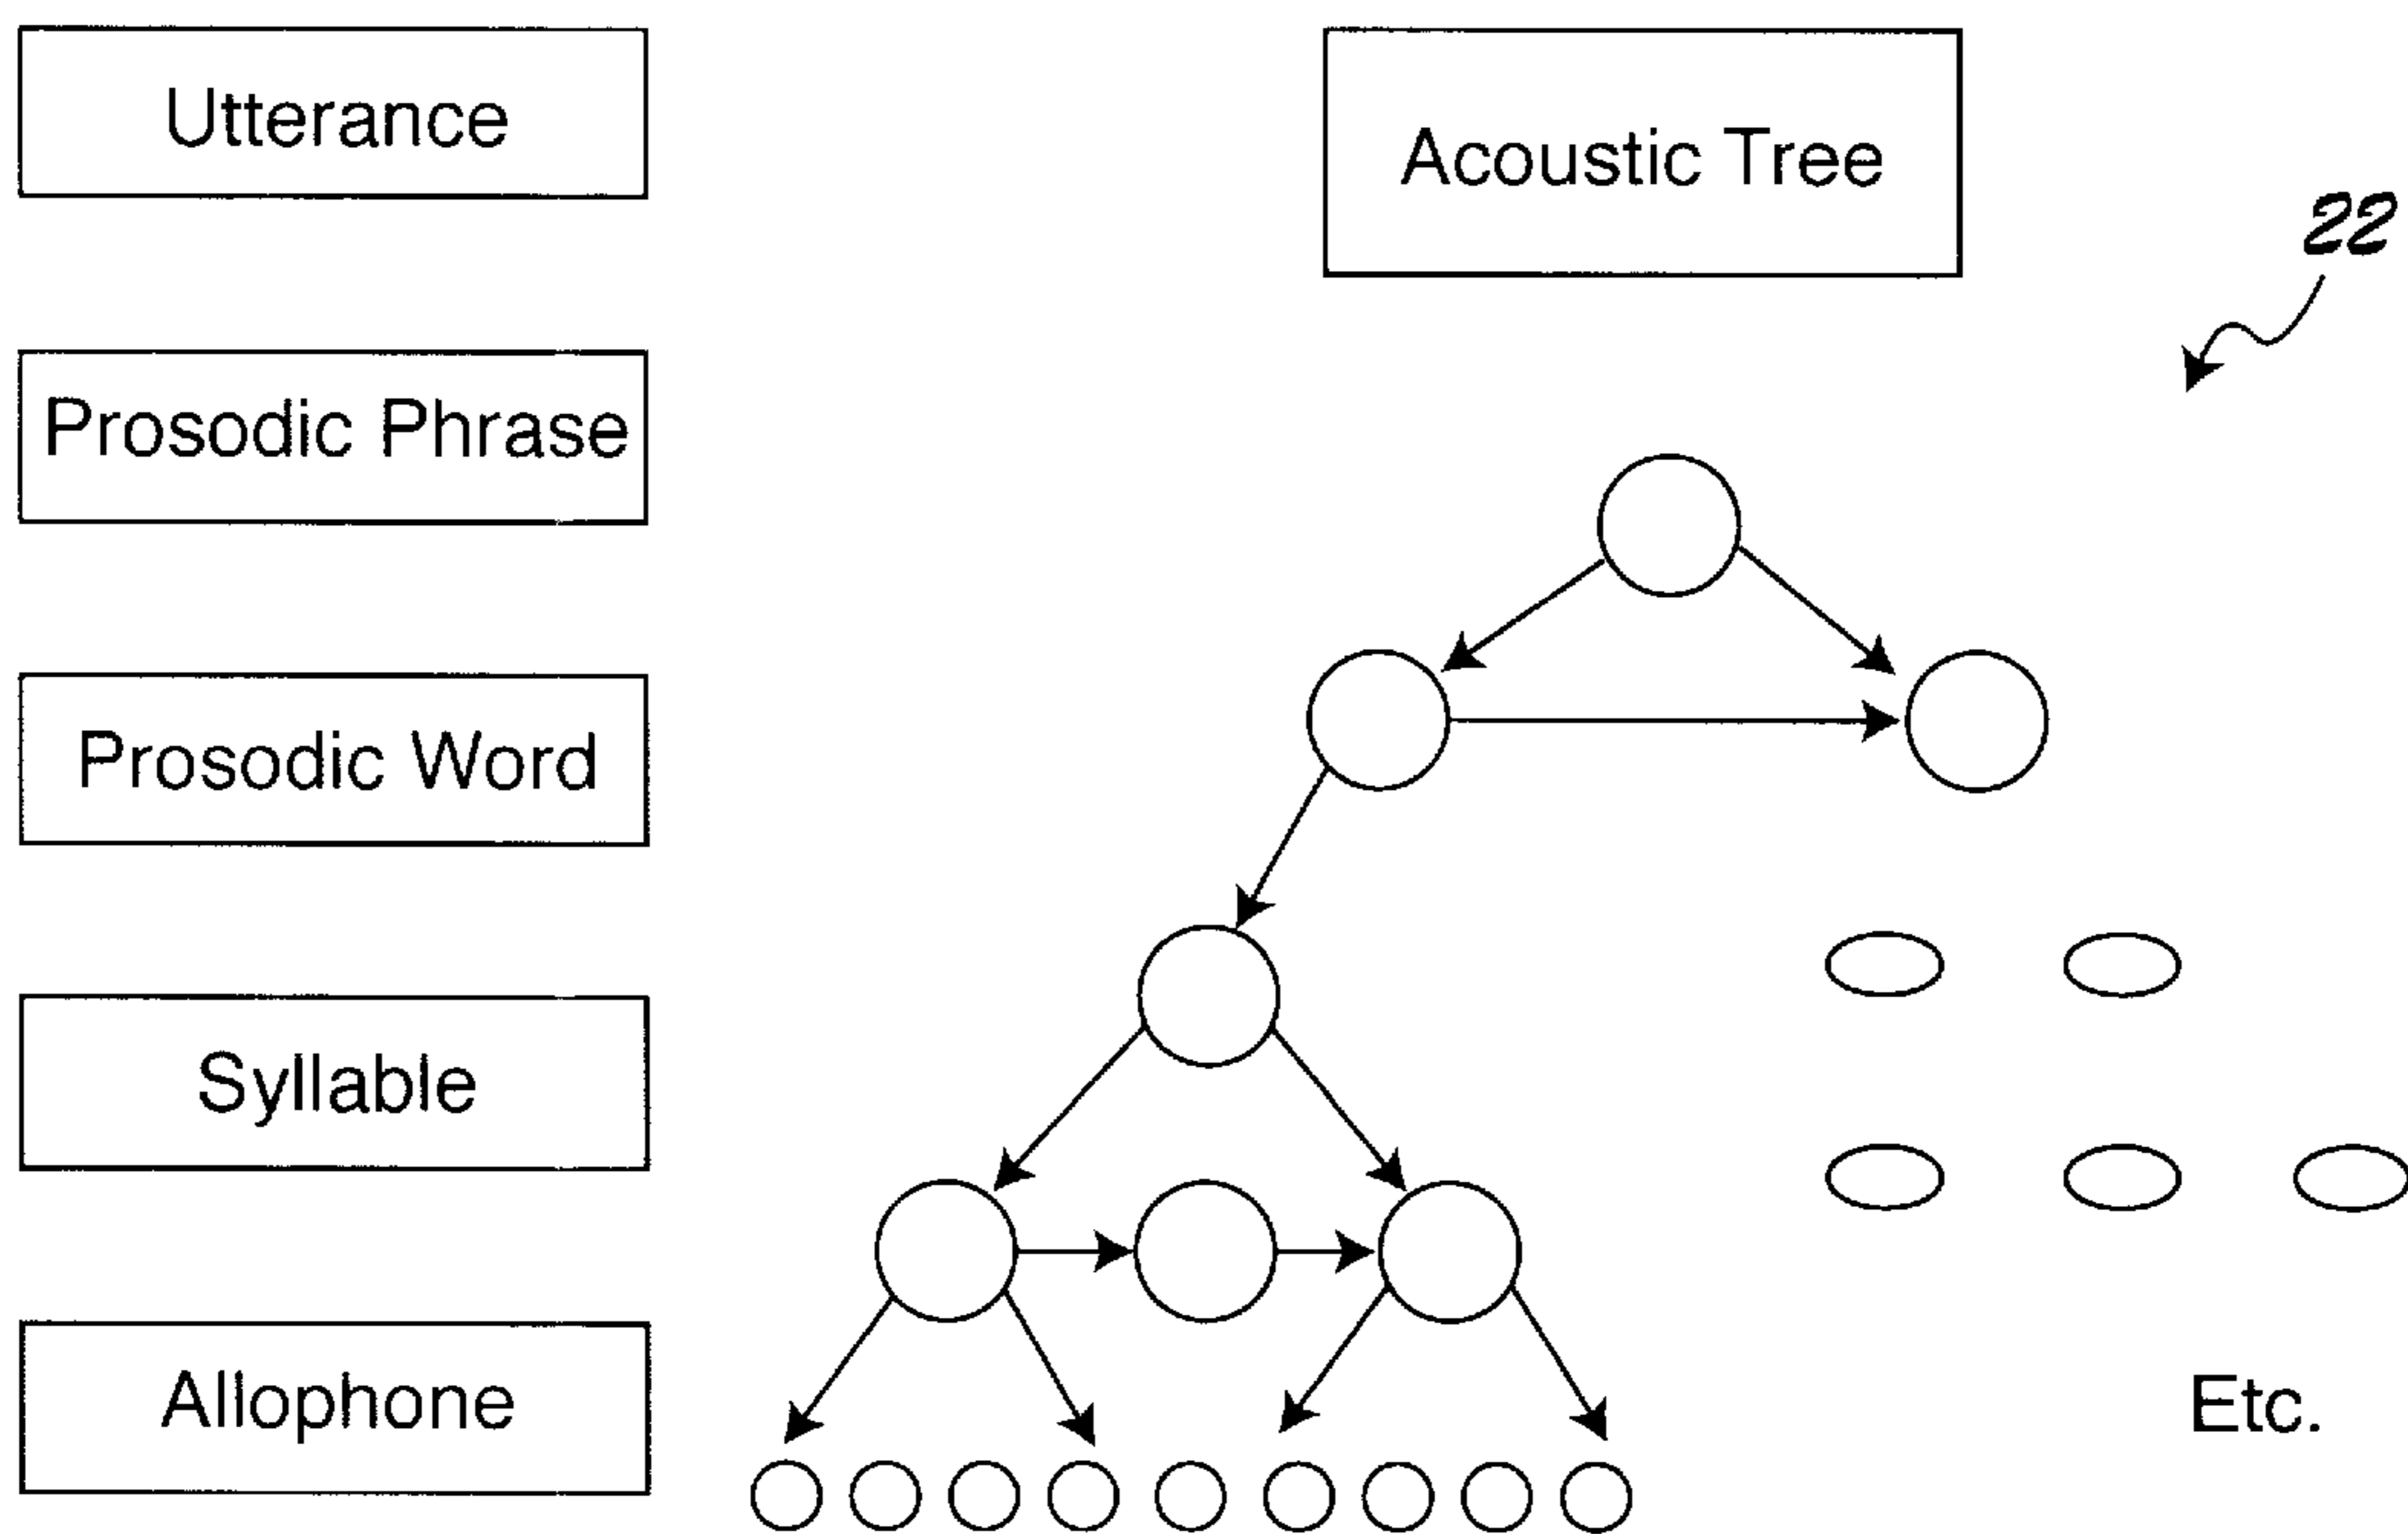 Utterance
Acoustic Tree
22
Prosodic Phrase
Prosodic Word
Syllable
Allophone
Etc.